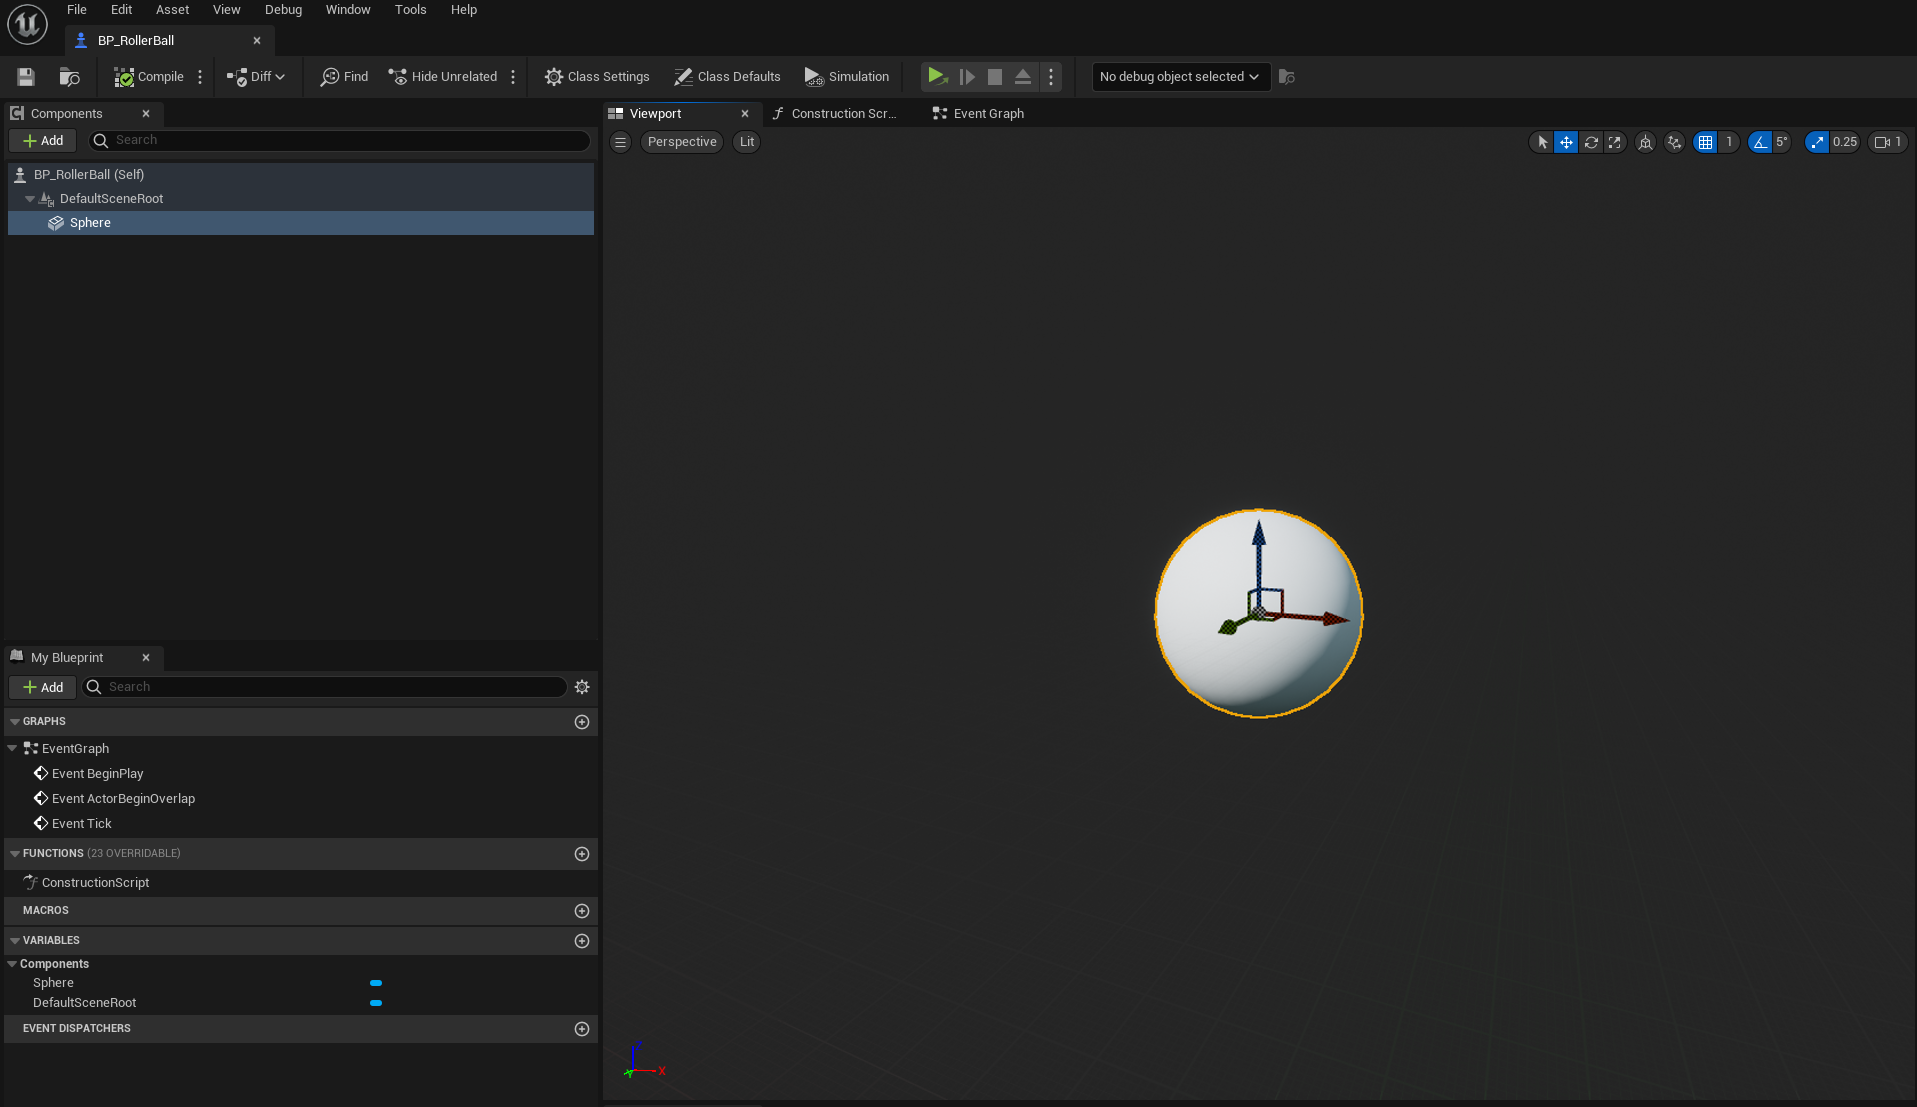 File Edit Asset View Debug Window Tools Help
BP_RollerBall
Compile Diff Find Hide Unrelated Class Settings Class Defaults Simulation No debug object selected
Components
Add Search
BP_RollerBall (Self)
DefaultSceneRoot
Sphere
My Blueprint
Add Search
GRAPHS
EventGraph
Event BeginPlay
Event ActorBeginOverlap
Event Tick
FUNCTIONS (23 OVERRIDABLE)
ConstructionScript
MACROS
VARIABLES
Components
Sphere
DefaultSceneRoot
EVENT DISPATCHERS
Viewport Construction Scr... Event Graph
Perspective Lit 1 5° 0.25 1
Z
Y X